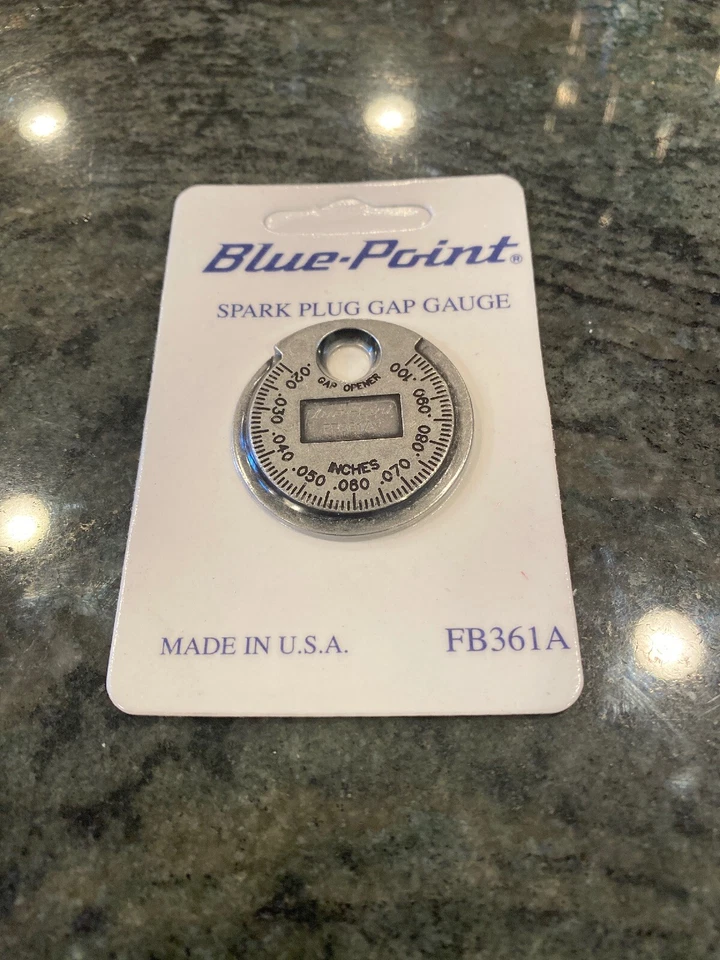 Blue-Point®
SPARK PLUG GAP GAUGE
GAP OPENER
.020 .030 .040 .050 .060 .070 .080 .090 .100
INCHES
MADE IN U.S.A.
FB361A